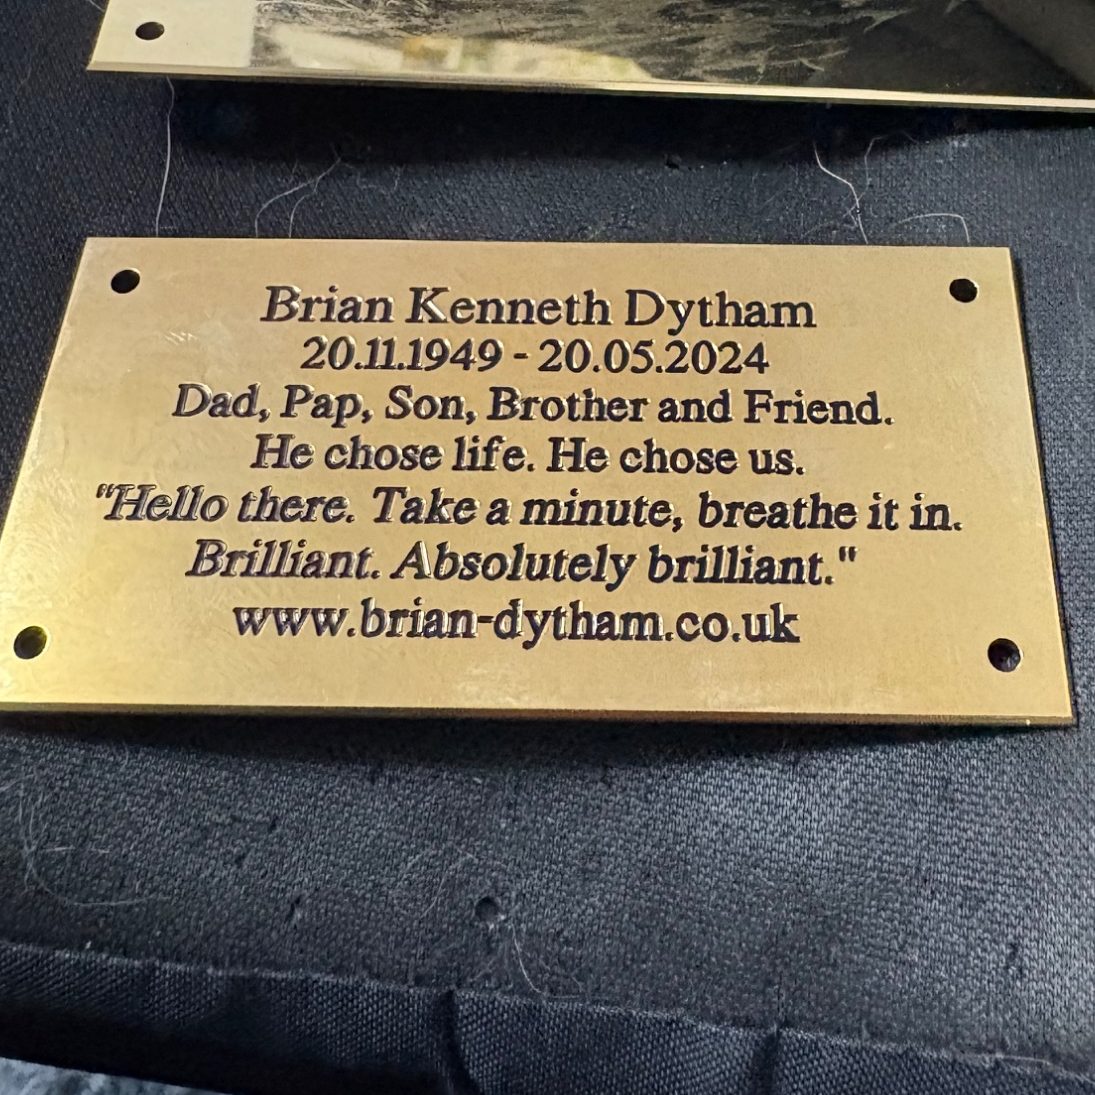 Brian Kenneth Dytham
20.11.1949 - 20.05.2024
Dad, Pap, Son, Brother and Friend.
He chose life. He chose us.
"Hello there. Take a minute, breathe it in.
Brilliant. Absolutely brilliant."
www.brian-dytham.co.uk